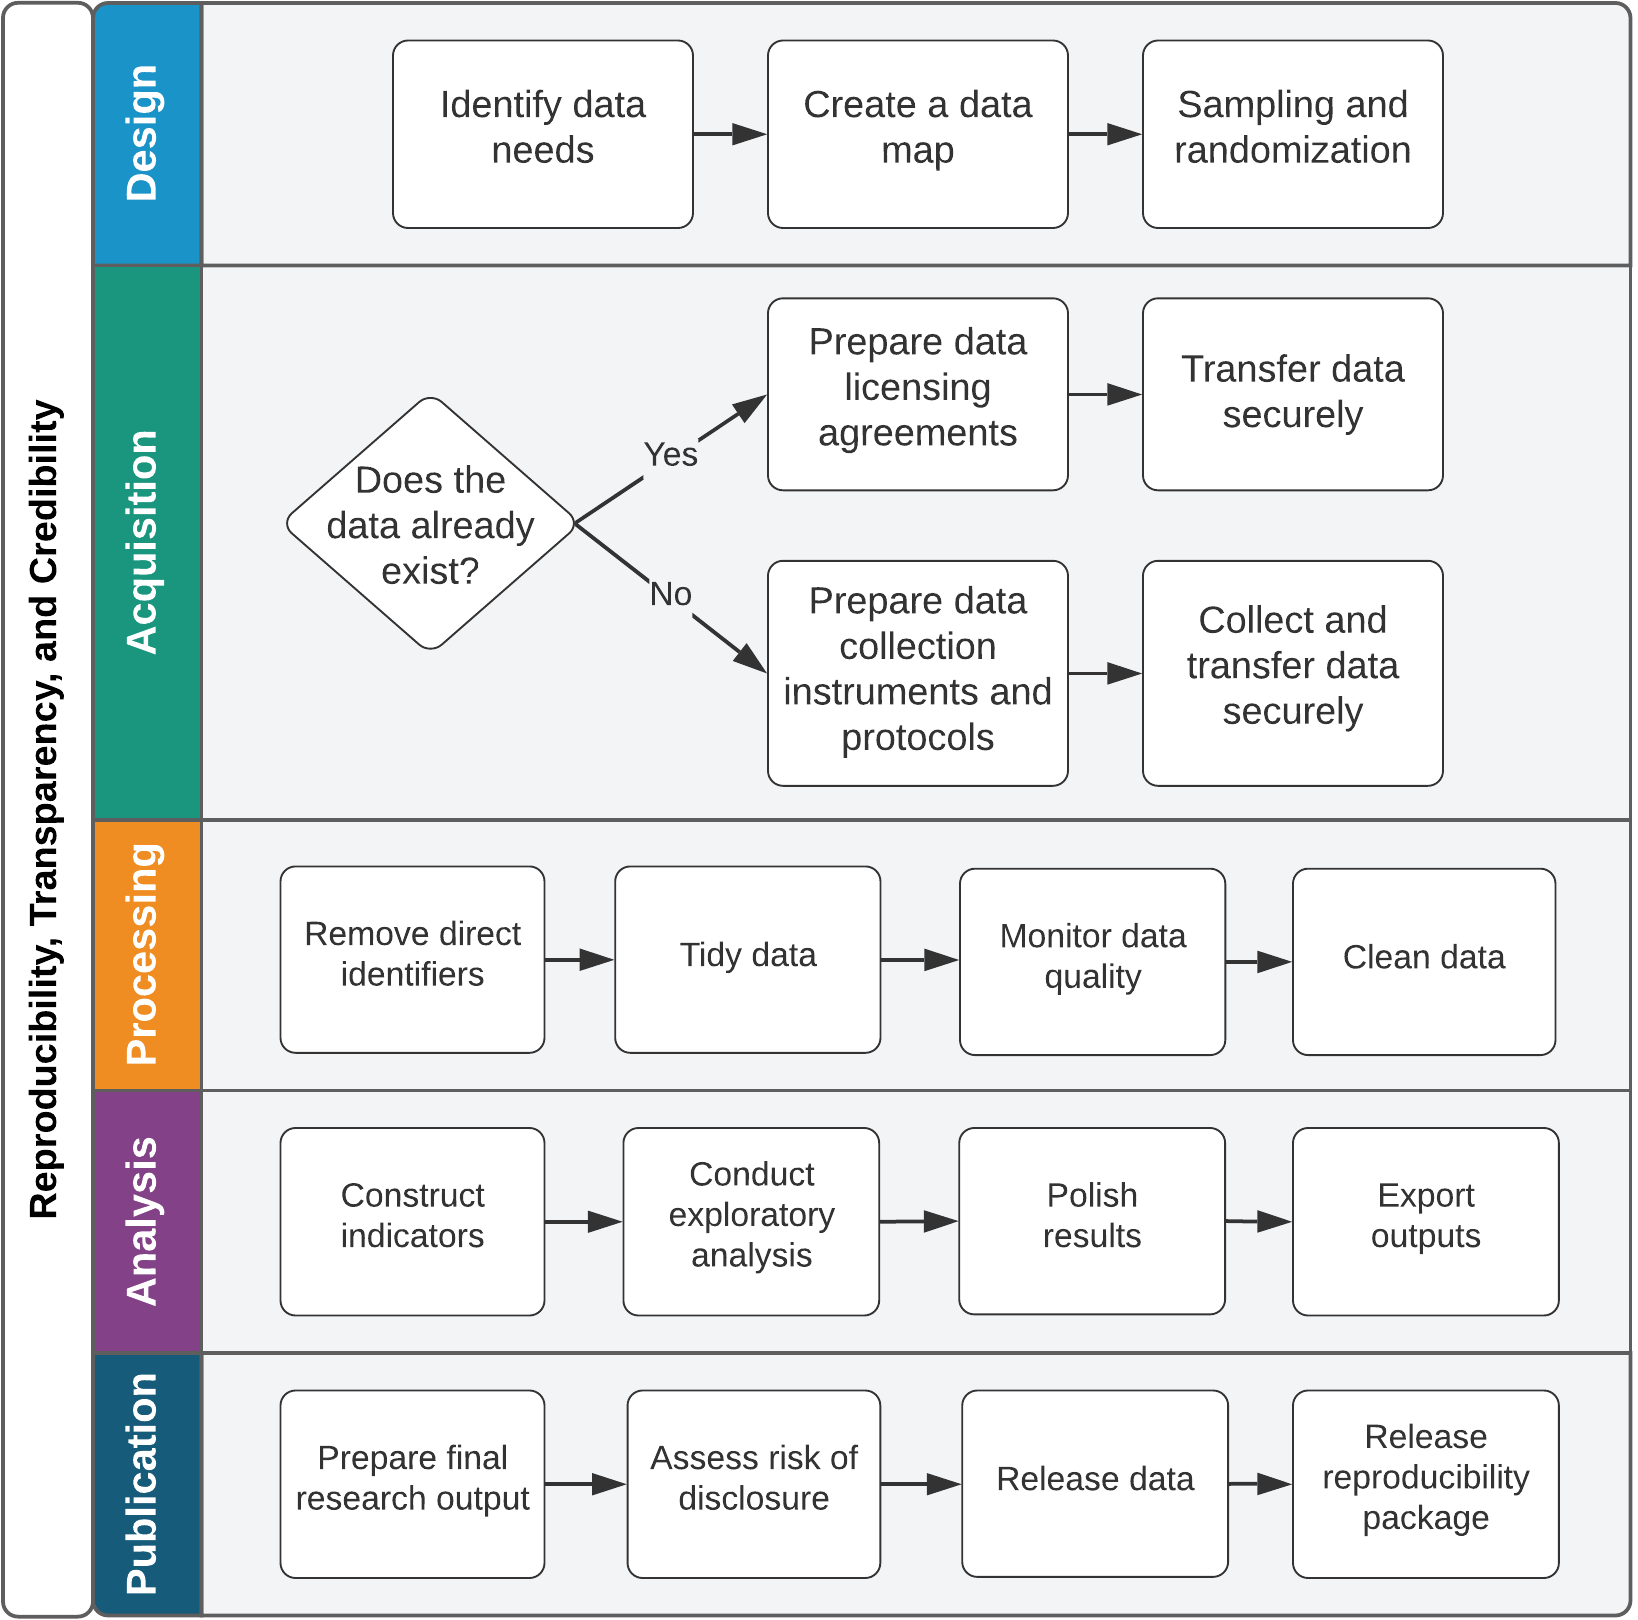 Reproducibility, Transparency, and Credibility
Design
Identify data
needs
Create a data
map
Sampling and
randomization
Acquisition
Does the
data already
exist?
Yes
No
Prepare data
licensing
agreements
Transfer data
securely
Prepare data
collection
instruments and
protocols
Collect and
transfer data
securely
Processing
Remove direct
identifiers
Tidy data
Monitor data
quality
Clean data
Analysis
Construct
indicators
Conduct
exploratory
analysis
Polish
results
Export
outputs
Publication
Prepare final
research output
Assess risk of
disclosure
Release data
Release
reproducibility
package